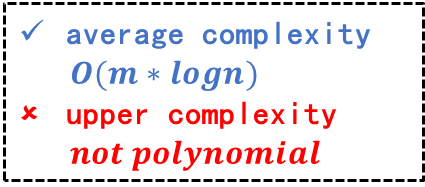 ✓ average complexity
O(m * logn)
× upper complexity
not polynomial